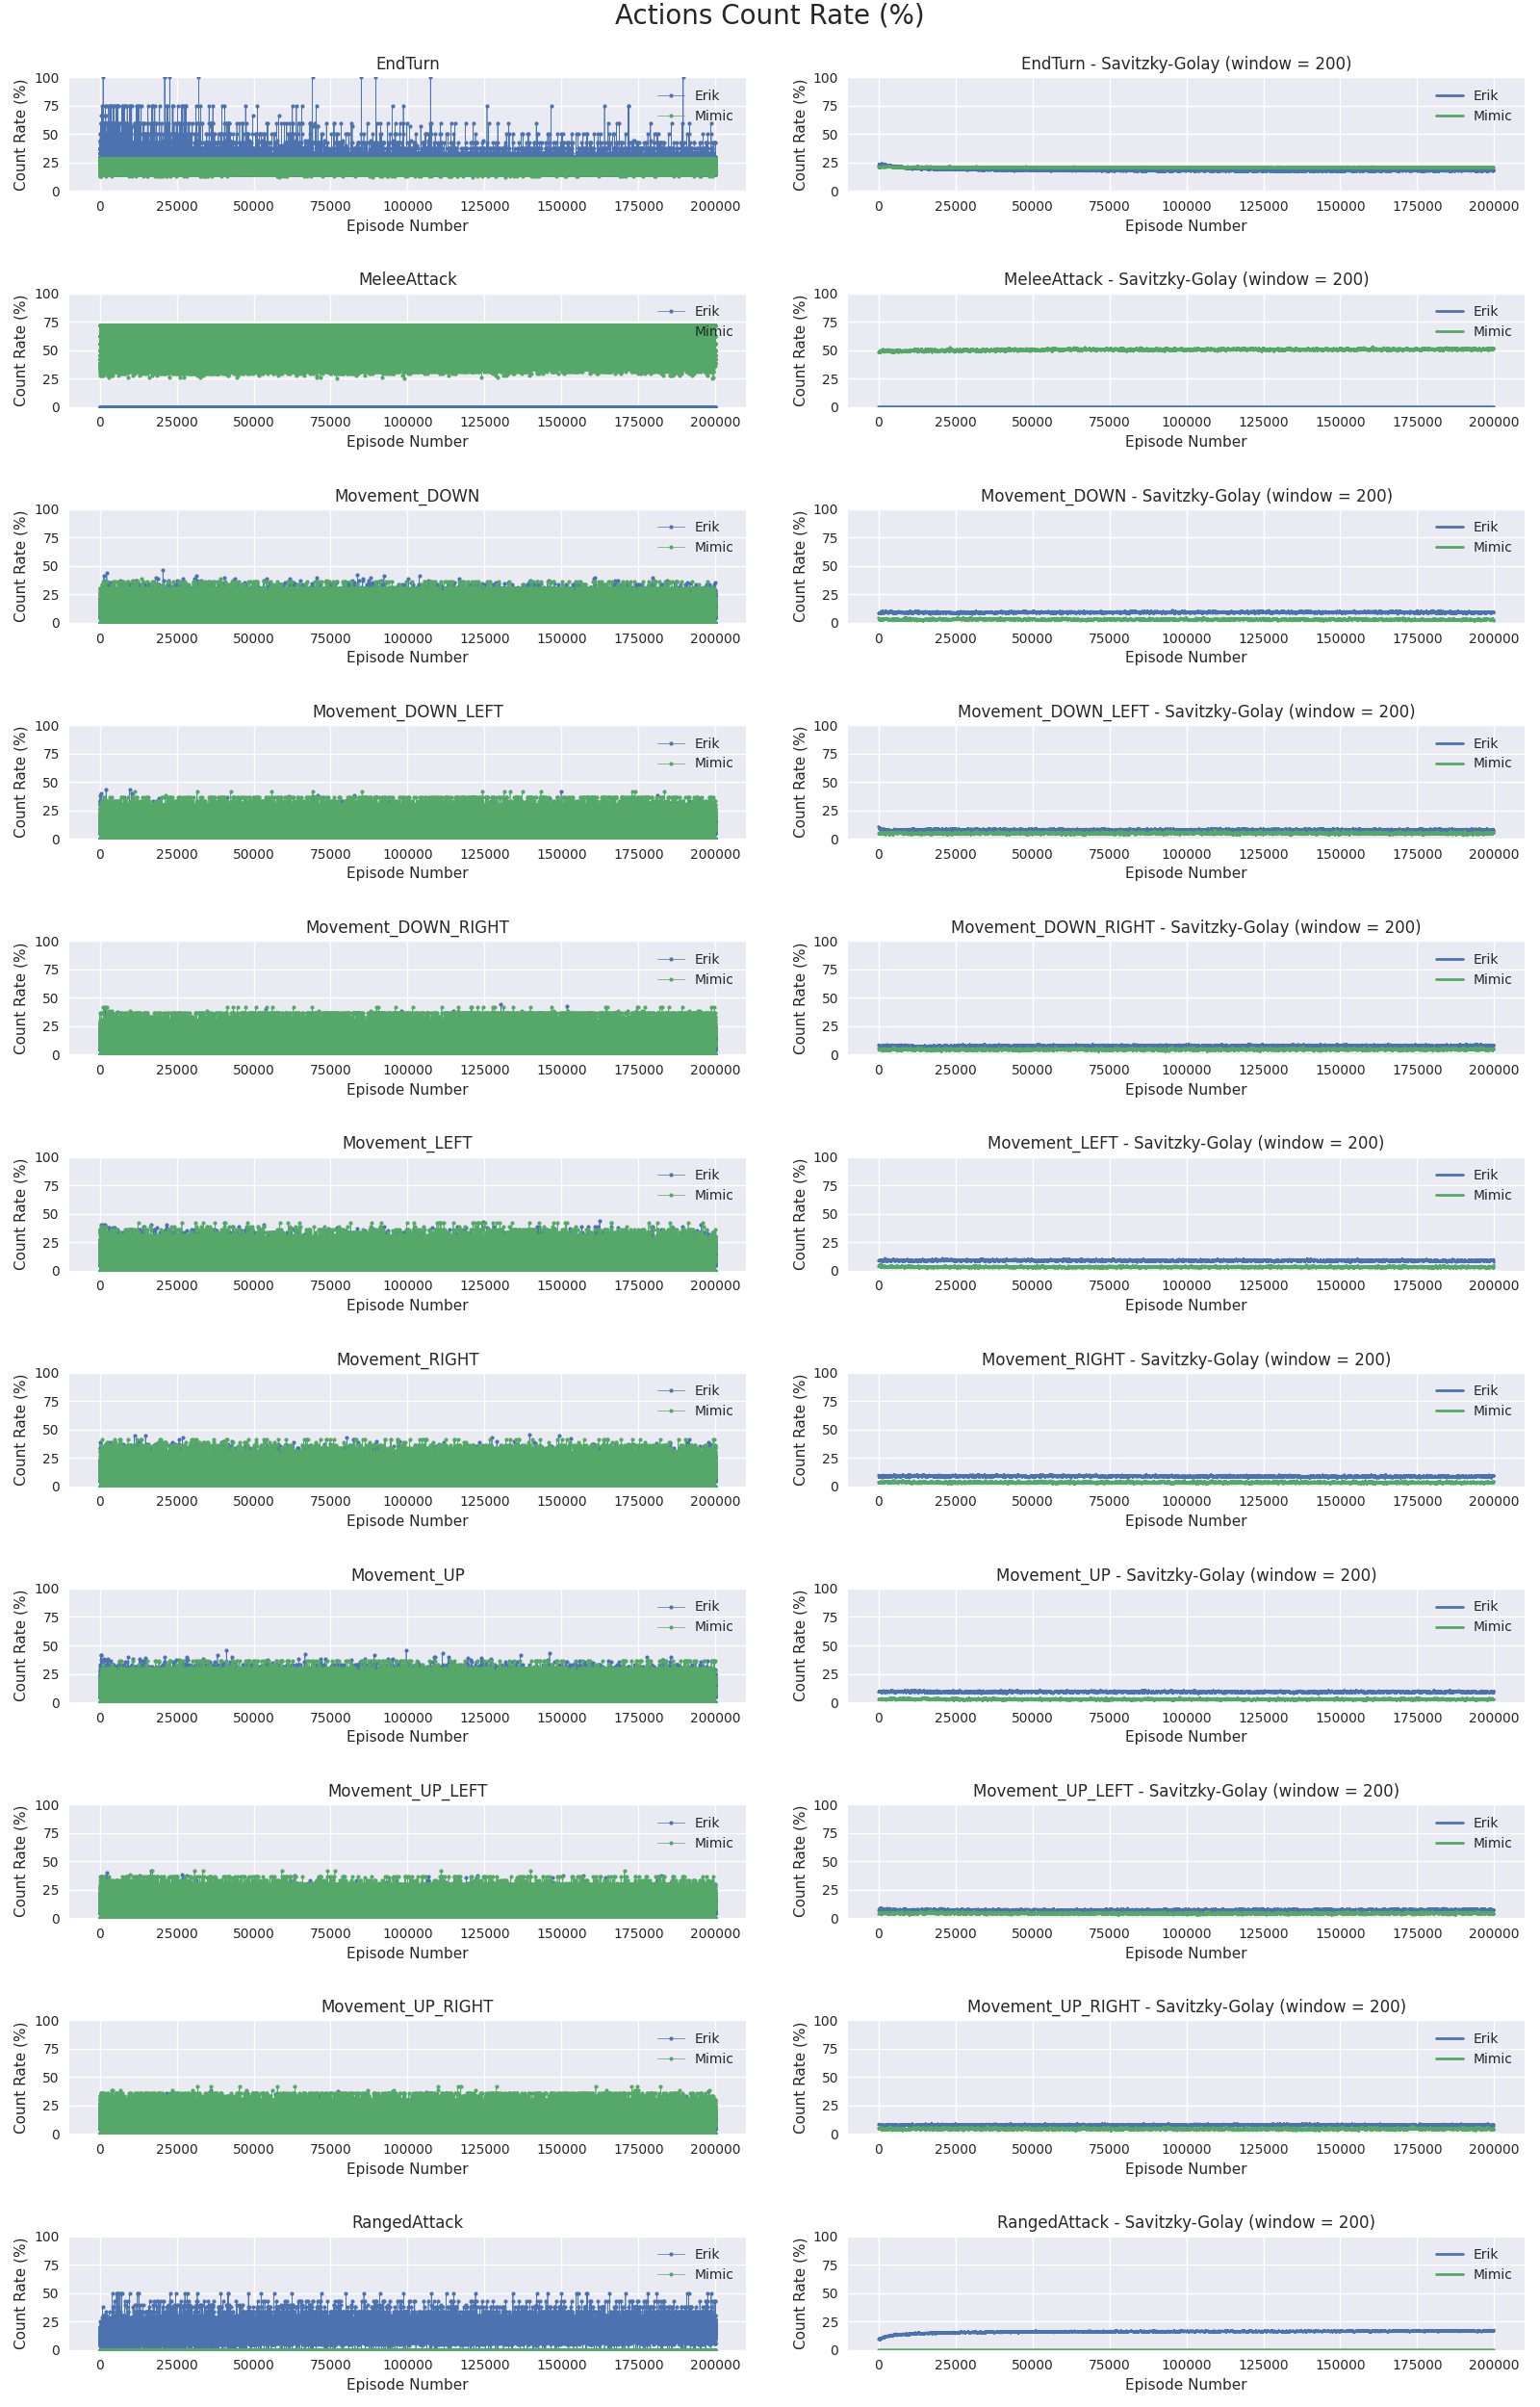 Actions Count Rate (%)
EndTurn
Count Rate (%)
100
75
50
25
0
Erik
Mimic
0 25000 50000 75000 100000 125000 150000 175000 200000
Episode Number
EndTurn - Savitzky-Golay (window = 200)
Count Rate (%)
100
75
50
25
0
Erik
Mimic
0 25000 50000 75000 100000 125000 150000 175000 200000
Episode Number
MeleeAttack
Count Rate (%)
100
75
50
25
0
Erik
Mimic
0 25000 50000 75000 100000 125000 150000 175000 200000
Episode Number
MeleeAttack - Savitzky-Golay (window = 200)
Count Rate (%)
100
75
50
25
0
Erik
Mimic
0 25000 50000 75000 100000 125000 150000 175000 200000
Episode Number
Movement_DOWN
Count Rate (%)
100
75
50
25
0
Erik
Mimic
0 25000 50000 75000 100000 125000 150000 175000 200000
Episode Number
Movement_DOWN - Savitzky-Golay (window = 200)
Count Rate (%)
100
75
50
25
0
Erik
Mimic
0 25000 50000 75000 100000 125000 150000 175000 200000
Episode Number
Movement_DOWN_LEFT
Count Rate (%)
100
75
50
25
0
Erik
Mimic
0 25000 50000 75000 100000 125000 150000 175000 200000
Episode Number
Movement_DOWN_LEFT - Savitzky-Golay (window = 200)
Count Rate (%)
100
75
50
25
0
Erik
Mimic
0 25000 50000 75000 100000 125000 150000 175000 200000
Episode Number
Movement_DOWN_RIGHT
Count Rate (%)
100
75
50
25
0
Erik
Mimic
0 25000 50000 75000 100000 125000 150000 175000 200000
Episode Number
Movement_DOWN_RIGHT - Savitzky-Golay (window = 200)
Count Rate (%)
100
75
50
25
0
Erik
Mimic
0 25000 50000 75000 100000 125000 150000 175000 200000
Episode Number
Movement_LEFT
Count Rate (%)
100
75
50
25
0
Erik
Mimic
0 25000 50000 75000 100000 125000 150000 175000 200000
Episode Number
Movement_LEFT - Savitzky-Golay (window = 200)
Count Rate (%)
100
75
50
25
0
Erik
Mimic
0 25000 50000 75000 100000 125000 150000 175000 200000
Episode Number
Movement_RIGHT
Count Rate (%)
100
75
50
25
0
Erik
Mimic
0 25000 50000 75000 100000 125000 150000 175000 200000
Episode Number
Movement_RIGHT - Savitzky-Golay (window = 200)
Count Rate (%)
100
75
50
25
0
Erik
Mimic
0 25000 50000 75000 100000 125000 150000 175000 200000
Episode Number
Movement_UP
Count Rate (%)
100
75
50
25
0
Erik
Mimic
0 25000 50000 75000 100000 125000 150000 175000 200000
Episode Number
Movement_UP - Savitzky-Golay (window = 200)
Count Rate (%)
100
75
50
25
0
Erik
Mimic
0 25000 50000 75000 100000 125000 150000 175000 200000
Episode Number
Movement_UP_LEFT
Count Rate (%)
100
75
50
25
0
Erik
Mimic
0 25000 50000 75000 100000 125000 150000 175000 200000
Episode Number
Movement_UP_LEFT - Savitzky-Golay (window = 200)
Count Rate (%)
100
75
50
25
0
Erik
Mimic
0 25000 50000 75000 100000 125000 150000 175000 200000
Episode Number
Movement_UP_RIGHT
Count Rate (%)
100
75
50
25
0
Erik
Mimic
0 25000 50000 75000 100000 125000 150000 175000 200000
Episode Number
Movement_UP_RIGHT - Savitzky-Golay (window = 200)
Count Rate (%)
100
75
50
25
0
Erik
Mimic
0 25000 50000 75000 100000 125000 150000 175000 200000
Episode Number
RangedAttack
Count Rate (%)
100
75
50
25
0
Erik
Mimic
0 25000 50000 75000 100000 125000 150000 175000 200000
Episode Number
RangedAttack - Savitzky-Golay (window = 200)
Count Rate (%)
100
75
50
25
0
Erik
Mimic
0 25000 50000 75000 100000 125000 150000 175000 200000
Episode Number